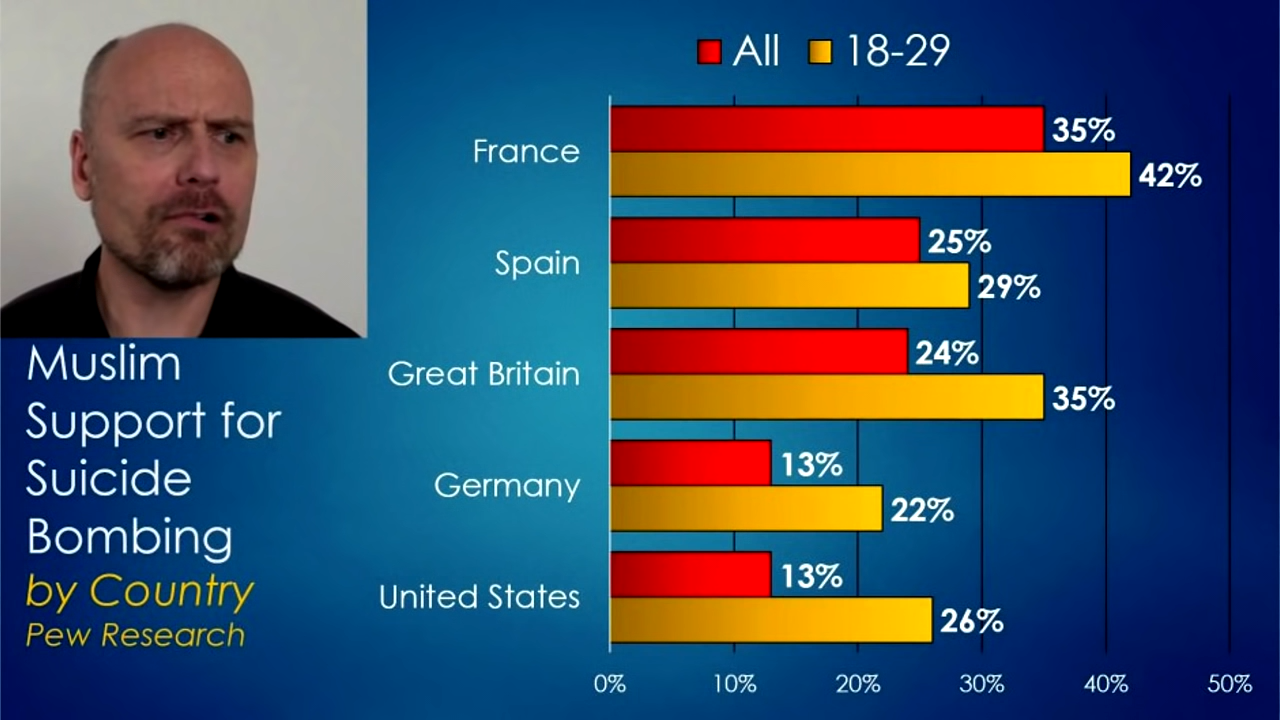 All 18-29
France 35%
42%
Spain 25%
29%
Great Britain 24%
35%
Germany 13%
22%
United States 13%
26%
0% 10% 20% 30% 40% 50%
Muslim
Support for
Suicide
Bombing
by Country
Pew Research